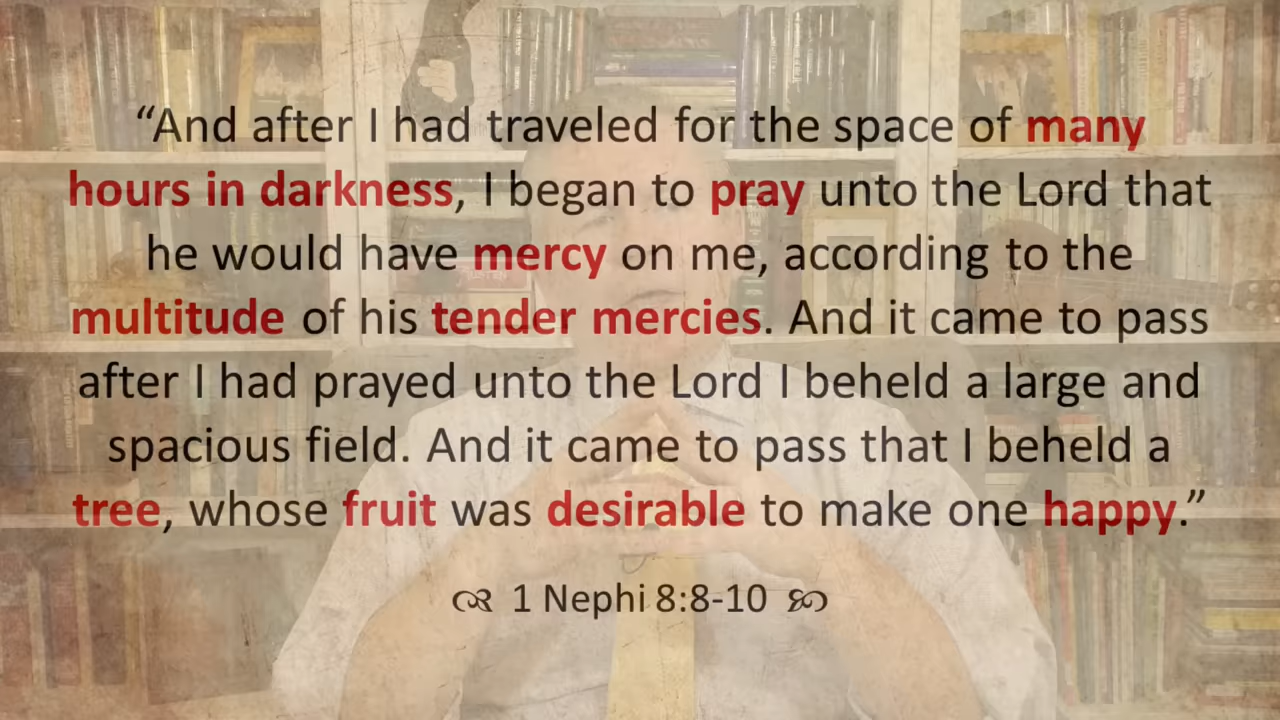 “And after I had traveled for the space of many
hours in darkness, I began to pray unto the Lord that
he would have mercy on me, according to the
multitude of his tender mercies. And it came to pass
after I had prayed unto the Lord I beheld a large and
spacious field. And it came to pass that I beheld a
tree, whose fruit was desirable to make one happy.”
1 Nephi 8:8-10